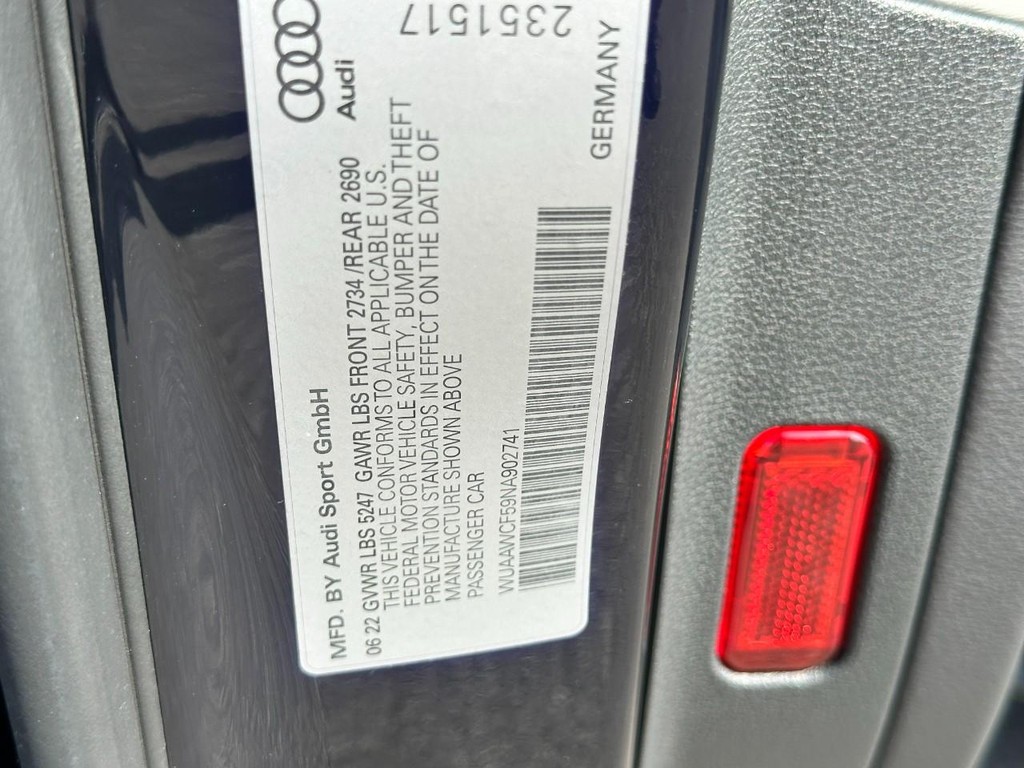 Audi
MFD. BY Audi Sport GmbH
06 22 GVWR LBS 5247 GAWR LBS FRONT 2734 /REAR 2690
THIS VEHICLE CONFORMS TO ALL APPLICABLE U.S.
FEDERAL MOTOR VEHICLE SAFETY, BUMPER AND THEFT
PREVENTION STANDARDS IN EFFECT ON THE DATE OF
MANUFACTURE SHOWN ABOVE
PASSENGER CAR
WUAAWCF59NA902741
GERMANY
2351517